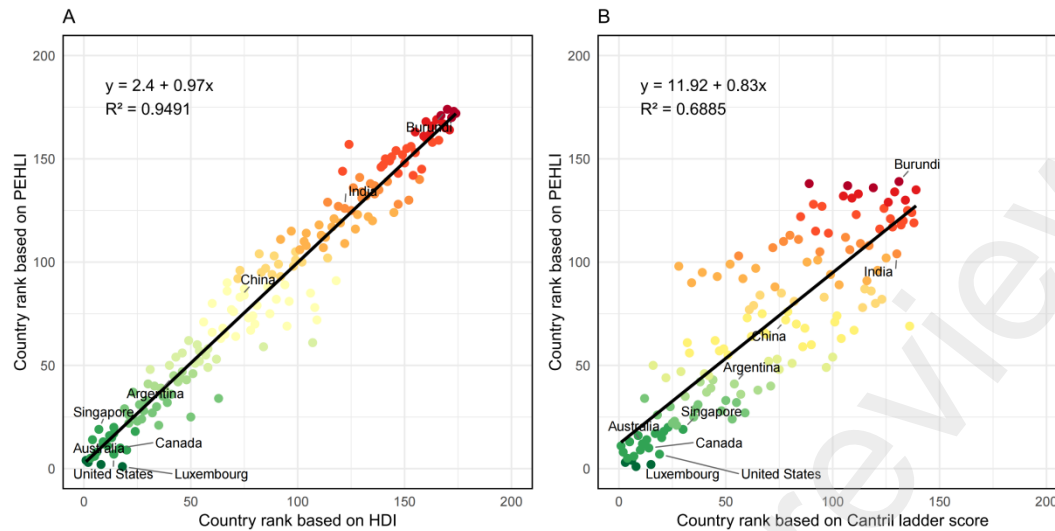 A
200
150
100
50
0
Country rank based on PEHLI
y = 2.4 + 0.97x
R² = 0.9491
Burundi
India
China
Argentina
Singapore
Canada
Australia
United States
Luxembourg
0
50
100
150
200
Country rank based on HDI
B
200
150
100
50
0
Country rank based on PEHLI
y = 11.92 + 0.83x
R² = 0.6885
Burundi
India
China
Argentina
Singapore
Australia
Canada
Luxembourg
United States
0
50
100
150
200
Country rank based on Cantril ladder score
review